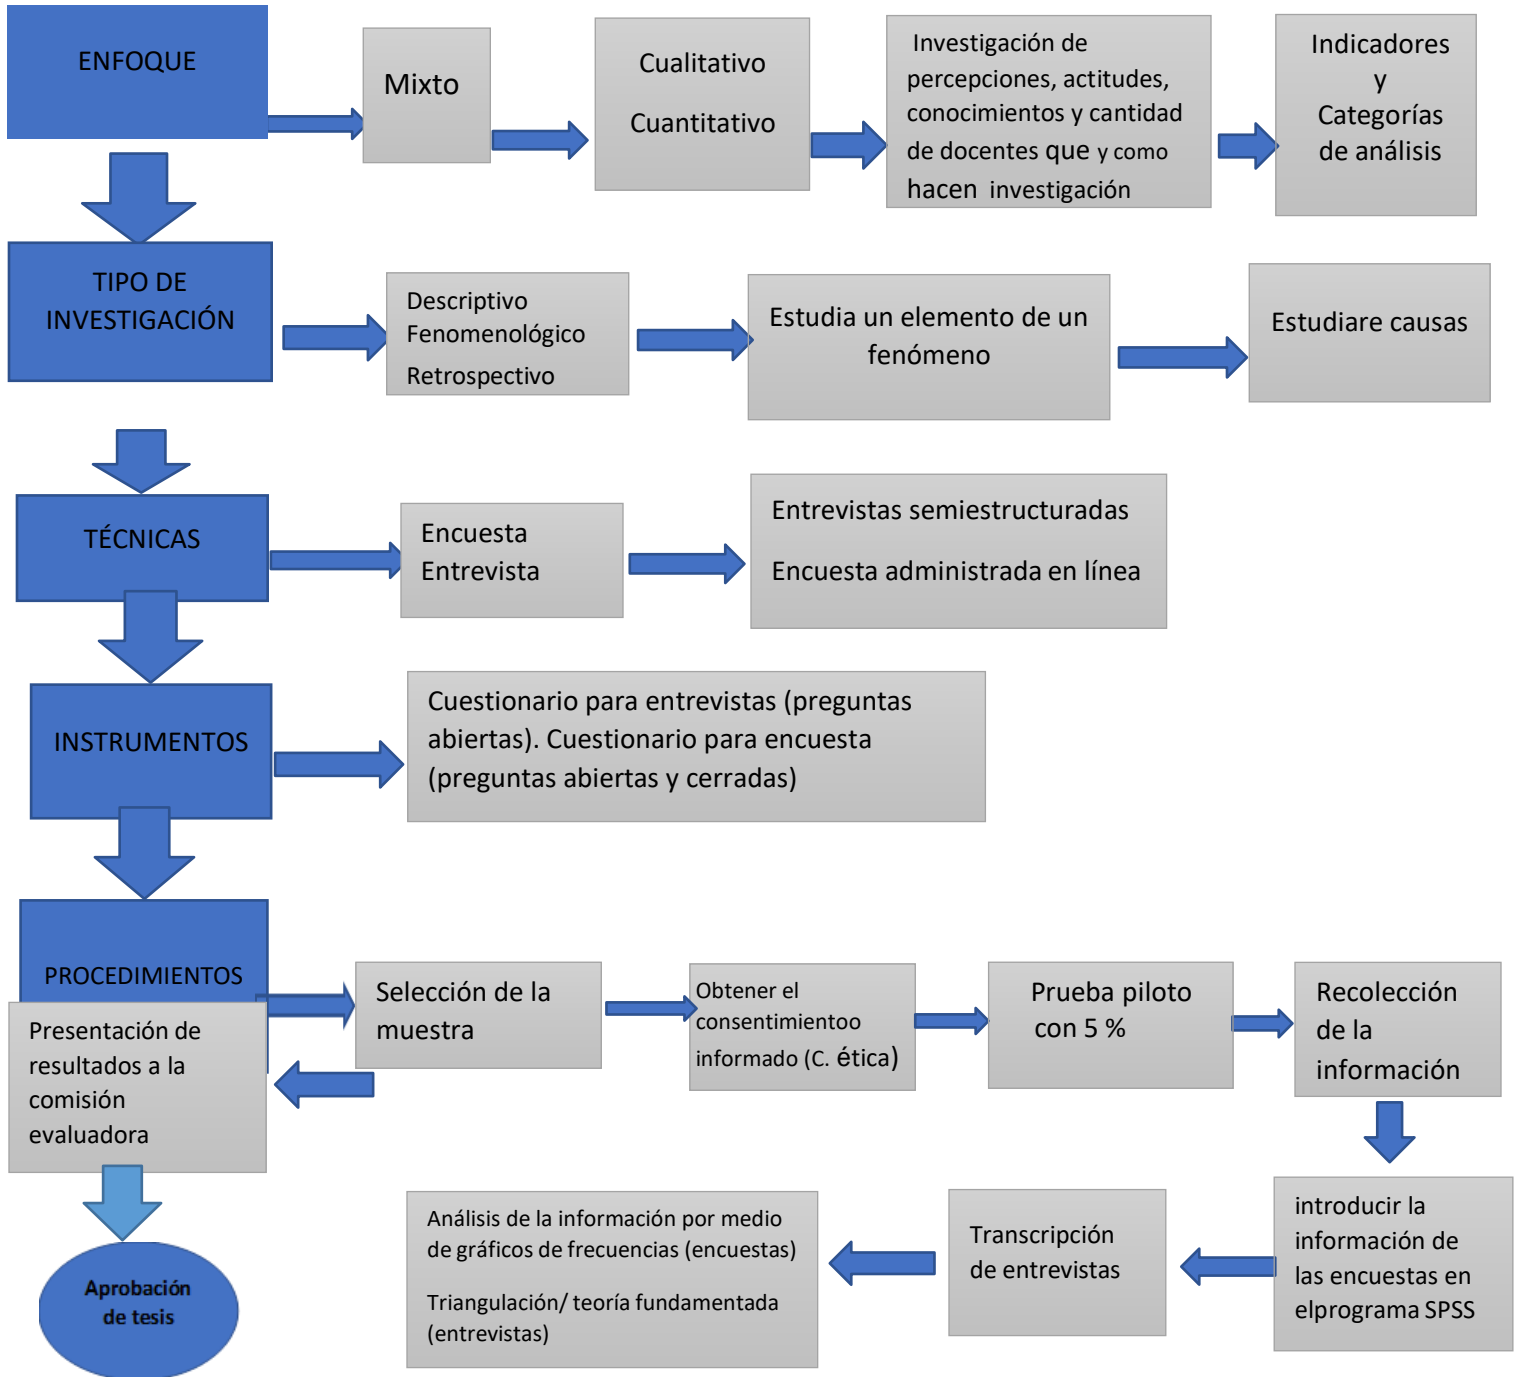 ENFOQUE
Mixto
Cualitativo
Cuantitativo
Investigación de
percepciones, actitudes,
conocimientos y cantidad
de docentes que y como
hacen investigación
Indicadores
y
Categorías
de análisis
TIPO DE
INVESTIGACIÓN
Descriptivo
Fenomenológico
Retrospectivo
Estudia un elemento de un
fenómeno
Estudiare causas
TÉCNICAS
Encuesta
Entrevista
Entrevistas semiestructuradas
Encuesta administrada en línea
INSTRUMENTOS
Cuestionario para entrevistas (preguntas
abiertas). Cuestionario para encuesta
(preguntas abiertas y cerradas)
PROCEDIMIENTOS
Selección de la
muestra
Obtener el
consentimientoo
informado (C. ética)
Prueba piloto
con 5 %
Recolección
de la
información
introducir la
información de
las encuestas en
elprograma SPSS
Transcripción
de entrevistas
Análisis de la información por medio
de gráficos de frecuencias (encuestas)
Triangulación/ teoría fundamentada
(entrevistas)
Presentación de
resultados a la
comisión
evaluadora
Aprobación
de tesis